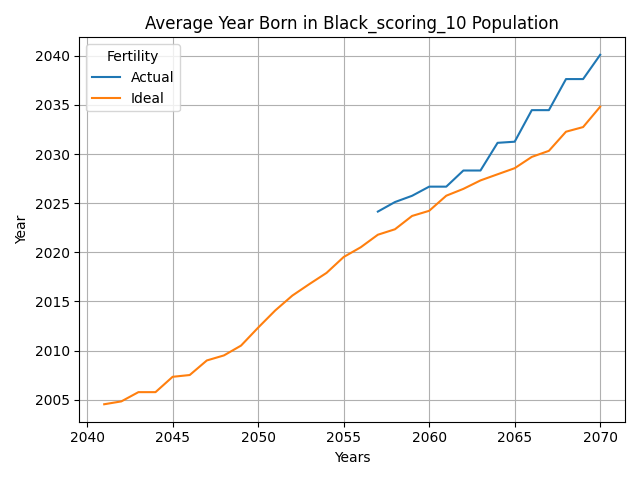 Average Year Born in Black_scoring_10 Population
Fertility
Actual
Ideal
2040
2035
2030
2025
2020
2015
2010
2005
Year
2040 2045 2050 2055 2060 2065 2070
Years